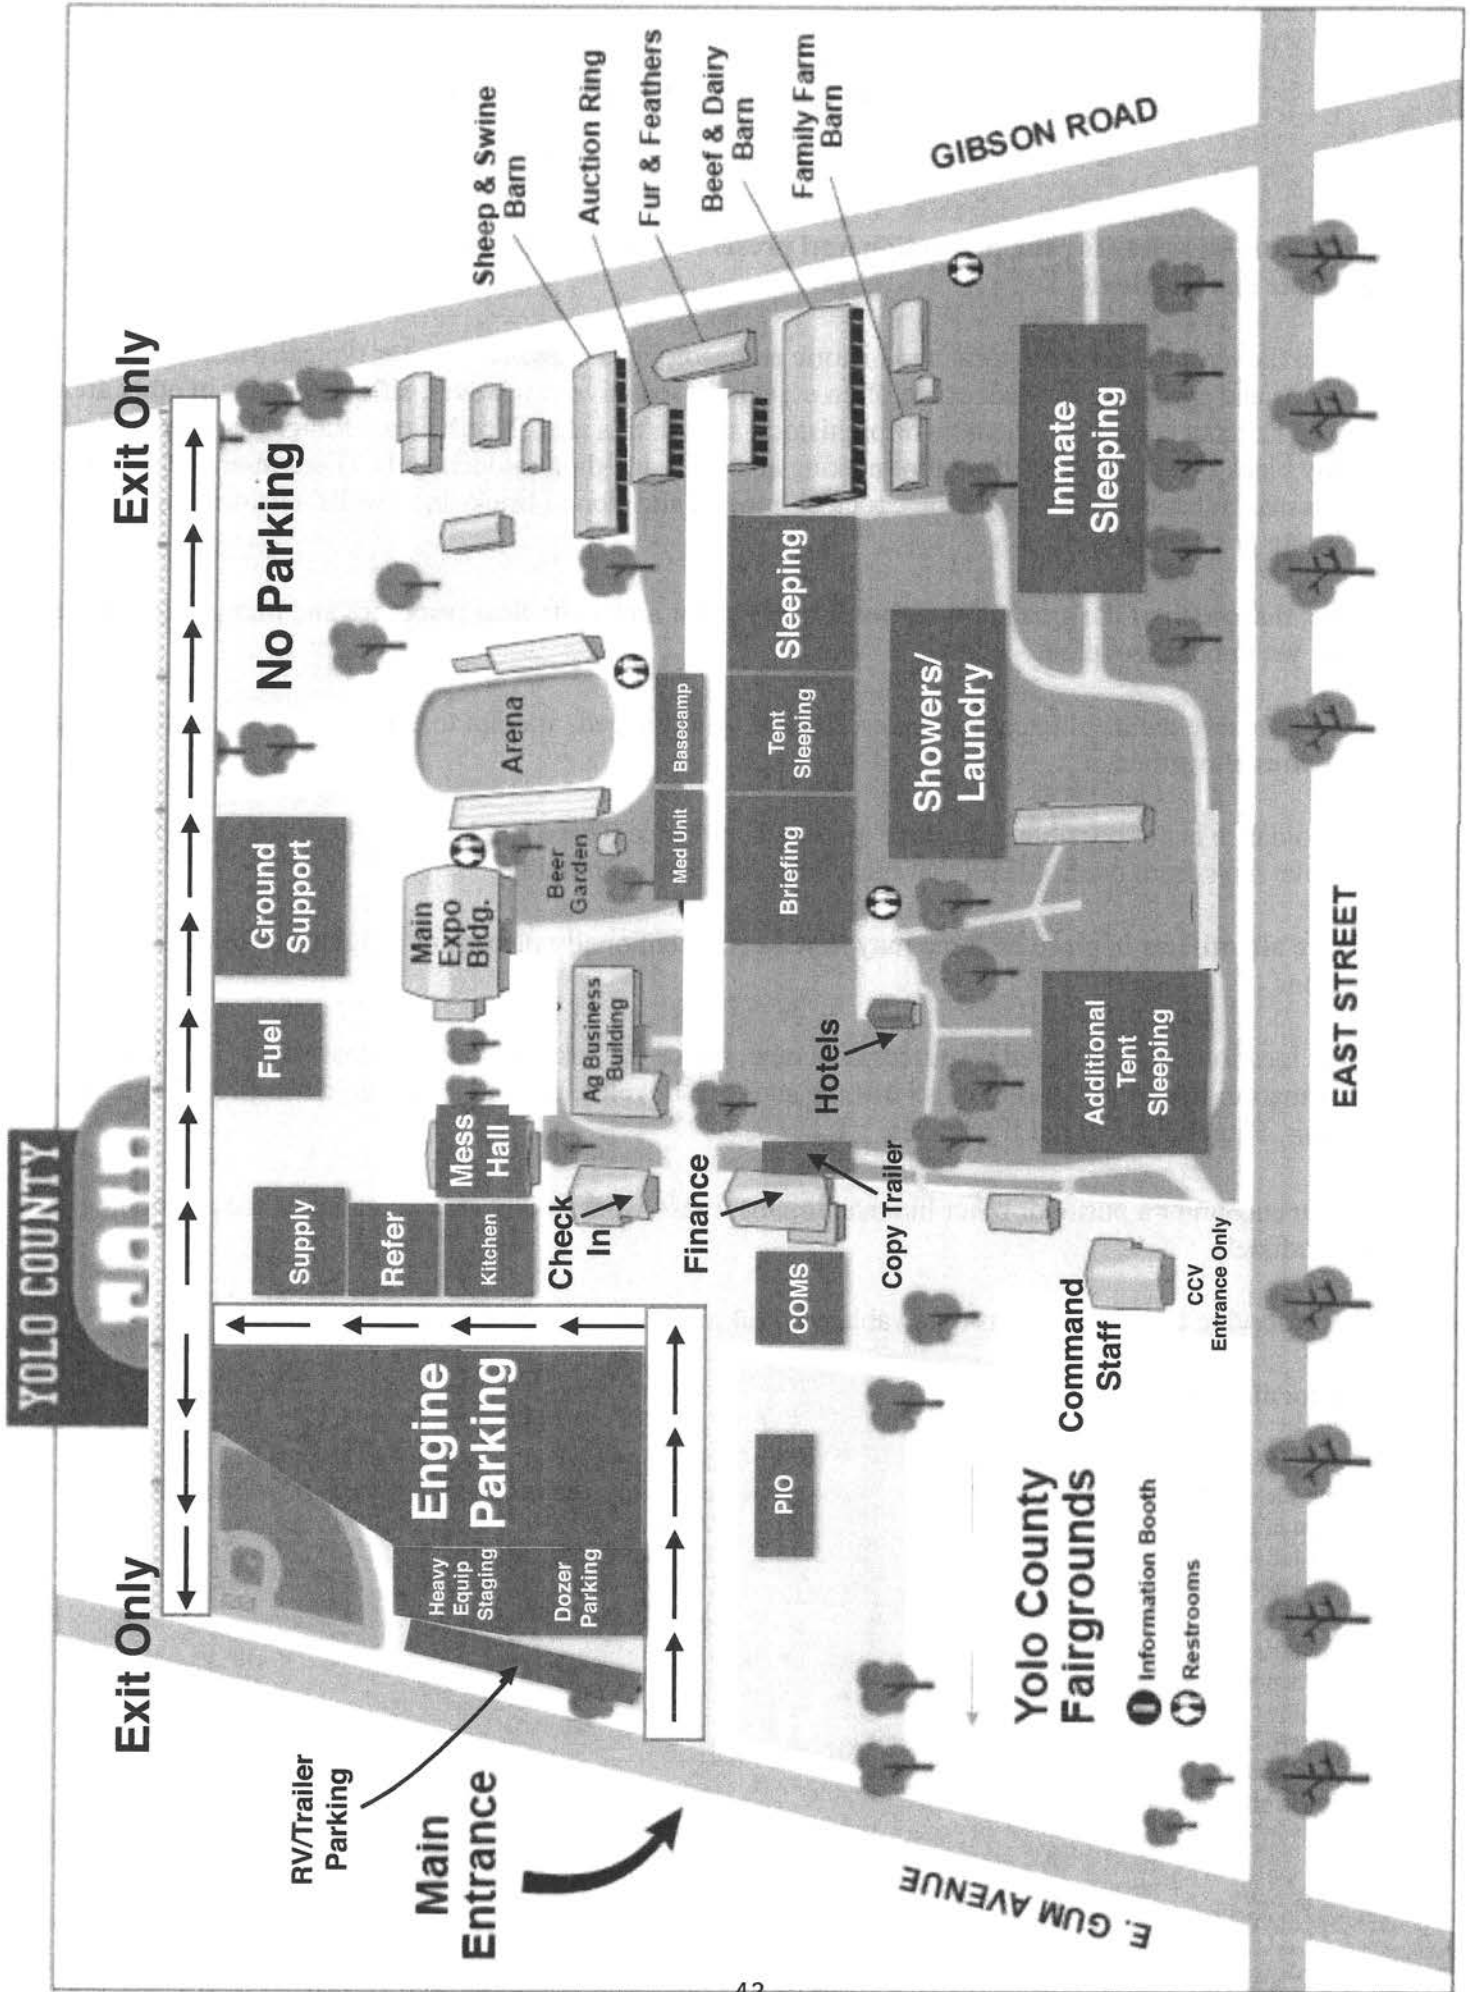 YOLO COUNTY
FAIR
Exit Only
Exit Only
No Parking
Ground
Support
Fuel
Supply
Refer
Kitchen
Mess
Hall
Main
Expo
Bldg.
Arena
Beer
Garden
Ag Business
Building
Check
In
Finance
COMS
Copy Trailer
Hotels
Med Unit
Basecamp
Briefing
Tent
Sleeping
Sleeping
Showers/
Laundry
Inmate
Sleeping
Additional
Tent
Sleeping
Sheep & Swine
Barn
Auction Ring
Fur & Feathers
Beef & Dairy
Barn
Family Farm
Barn
GIBSON ROAD
EAST STREET
E. GUM AVENUE
Engine
Parking
Heavy
Equip
Staging
Dozer
Parking
RV/Trailer
Parking
Main
Entrance
PIO
Command
Staff
CCV
Entrance Only
Yolo County
Fairgrounds
Information Booth
Restrooms